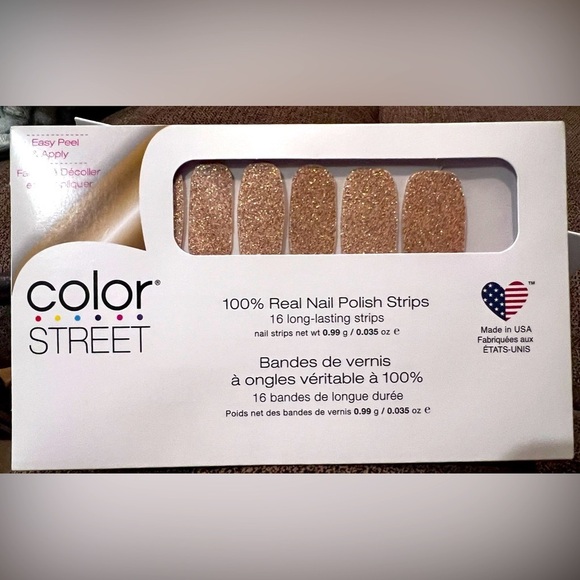 Easy Peel
& Apply
Décoller
color®
STREET
100% Real Nail Polish Strips
16 long-lasting strips
nail strips net wt 0.99 g / 0.035 oz e
Bandes de vernis
à ongles véritable à 100%
16 bandes de longue durée
Poids net des bandes de vernis 0.99 g / 0.035 oz e
TM
Made in USA
Fabriquées aux
ÉTATS-UNIS